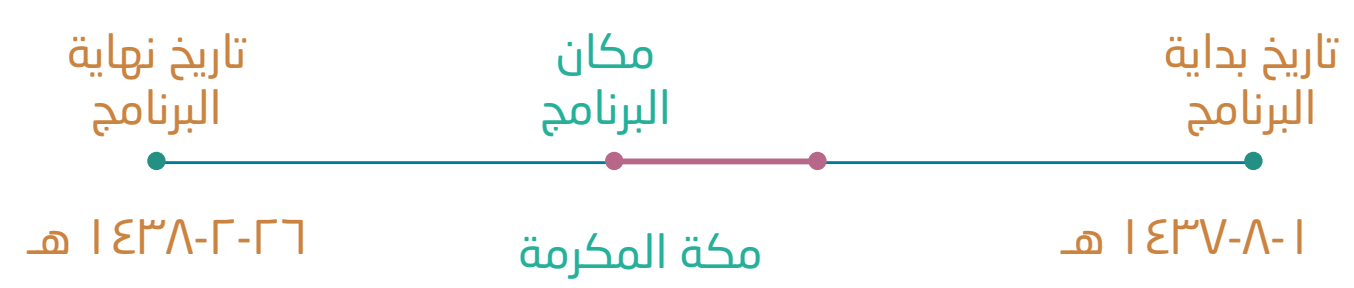 تاريخ بداية
البرنامج
١-٨-١٤٣٧ هـ
مكان
البرنامج
مكة المكرمة
تاريخ نهاية
البرنامج
٢٦-٢-١٤٣٨ هـ